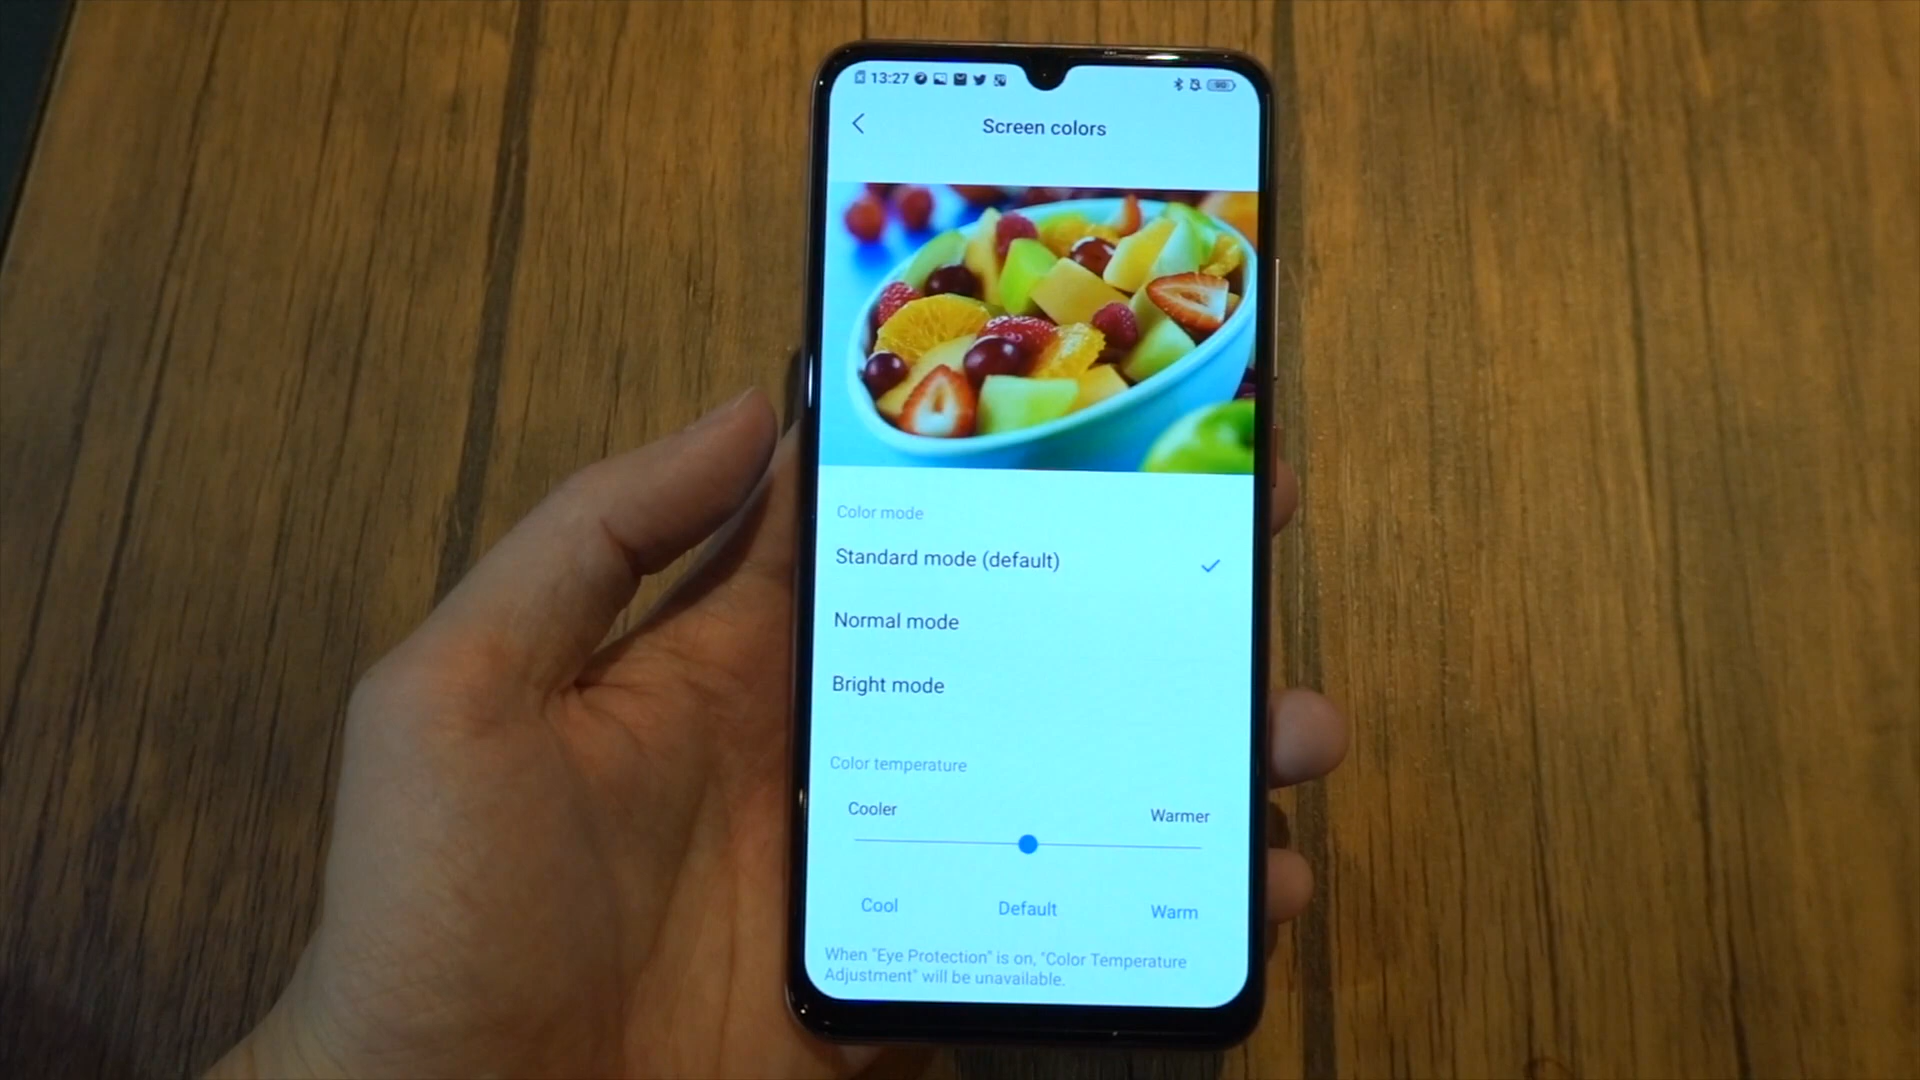 13:27
90
Screen colors
Color mode
Standard mode (default)
Normal mode
Bright mode
Color temperature
Cooler Warmer
Cool Default Warm
When "Eye Protection" is on, "Color Temperature
Adjustment" will be unavailable.